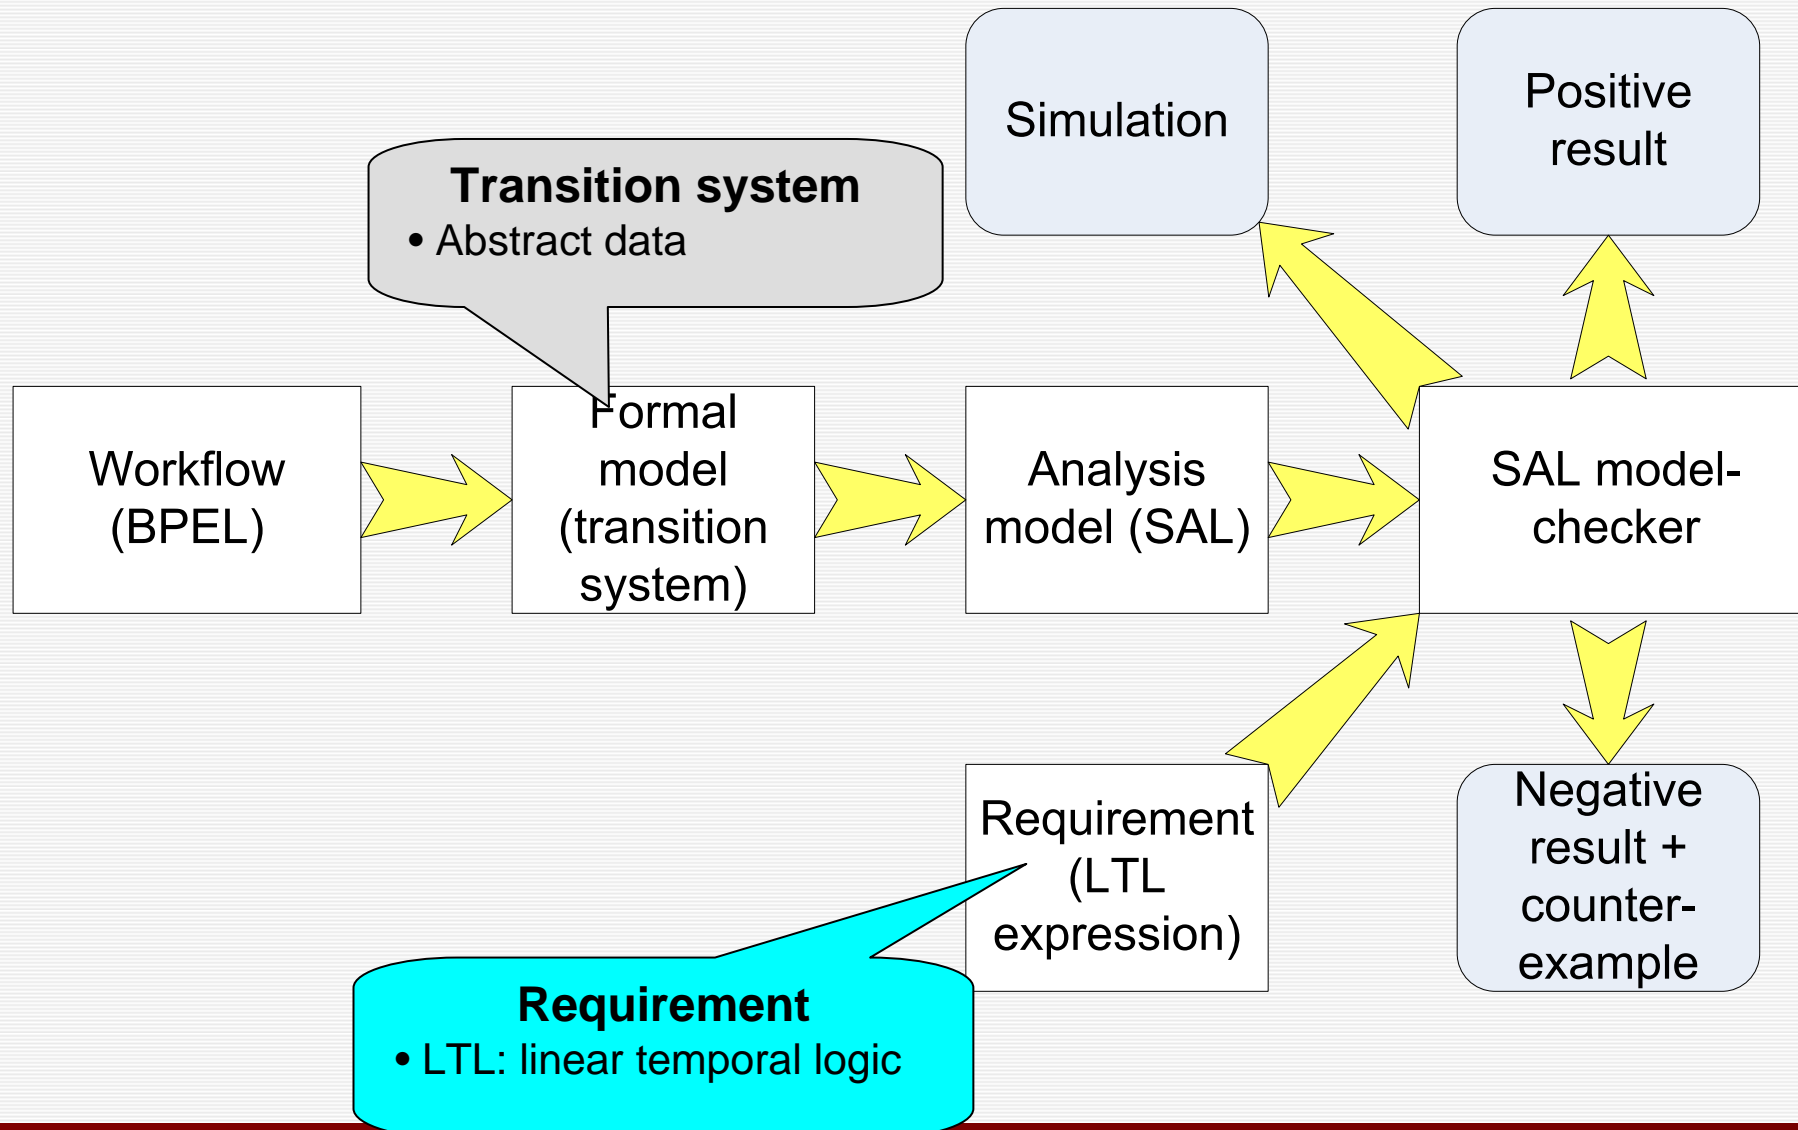 Simulation
Positive
result
Transition system
• Abstract data
Workflow
(BPEL)
Formal
model
(transition
system)
Analysis
model (SAL)
SAL model-
checker
Requirement
(LTL
expression)
Negative
result +
counter-
example
Requirement
• LTL: linear temporal logic